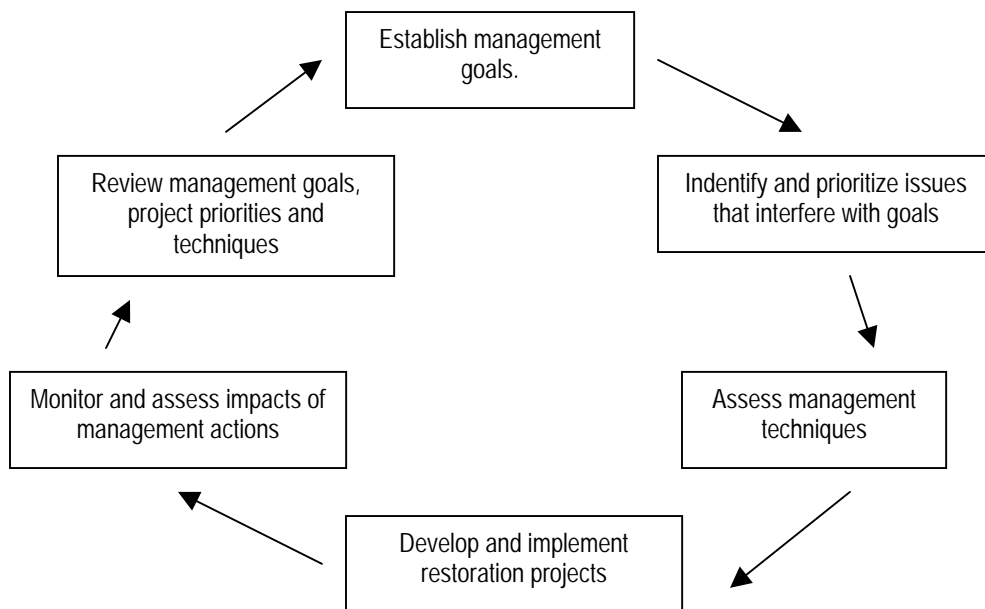 Establish management
goals.
Indentify and prioritize issues
that interfere with goals
Assess management
techniques
Develop and implement
restoration projects
Monitor and assess impacts of
management actions
Review management goals,
project priorities and
techniques